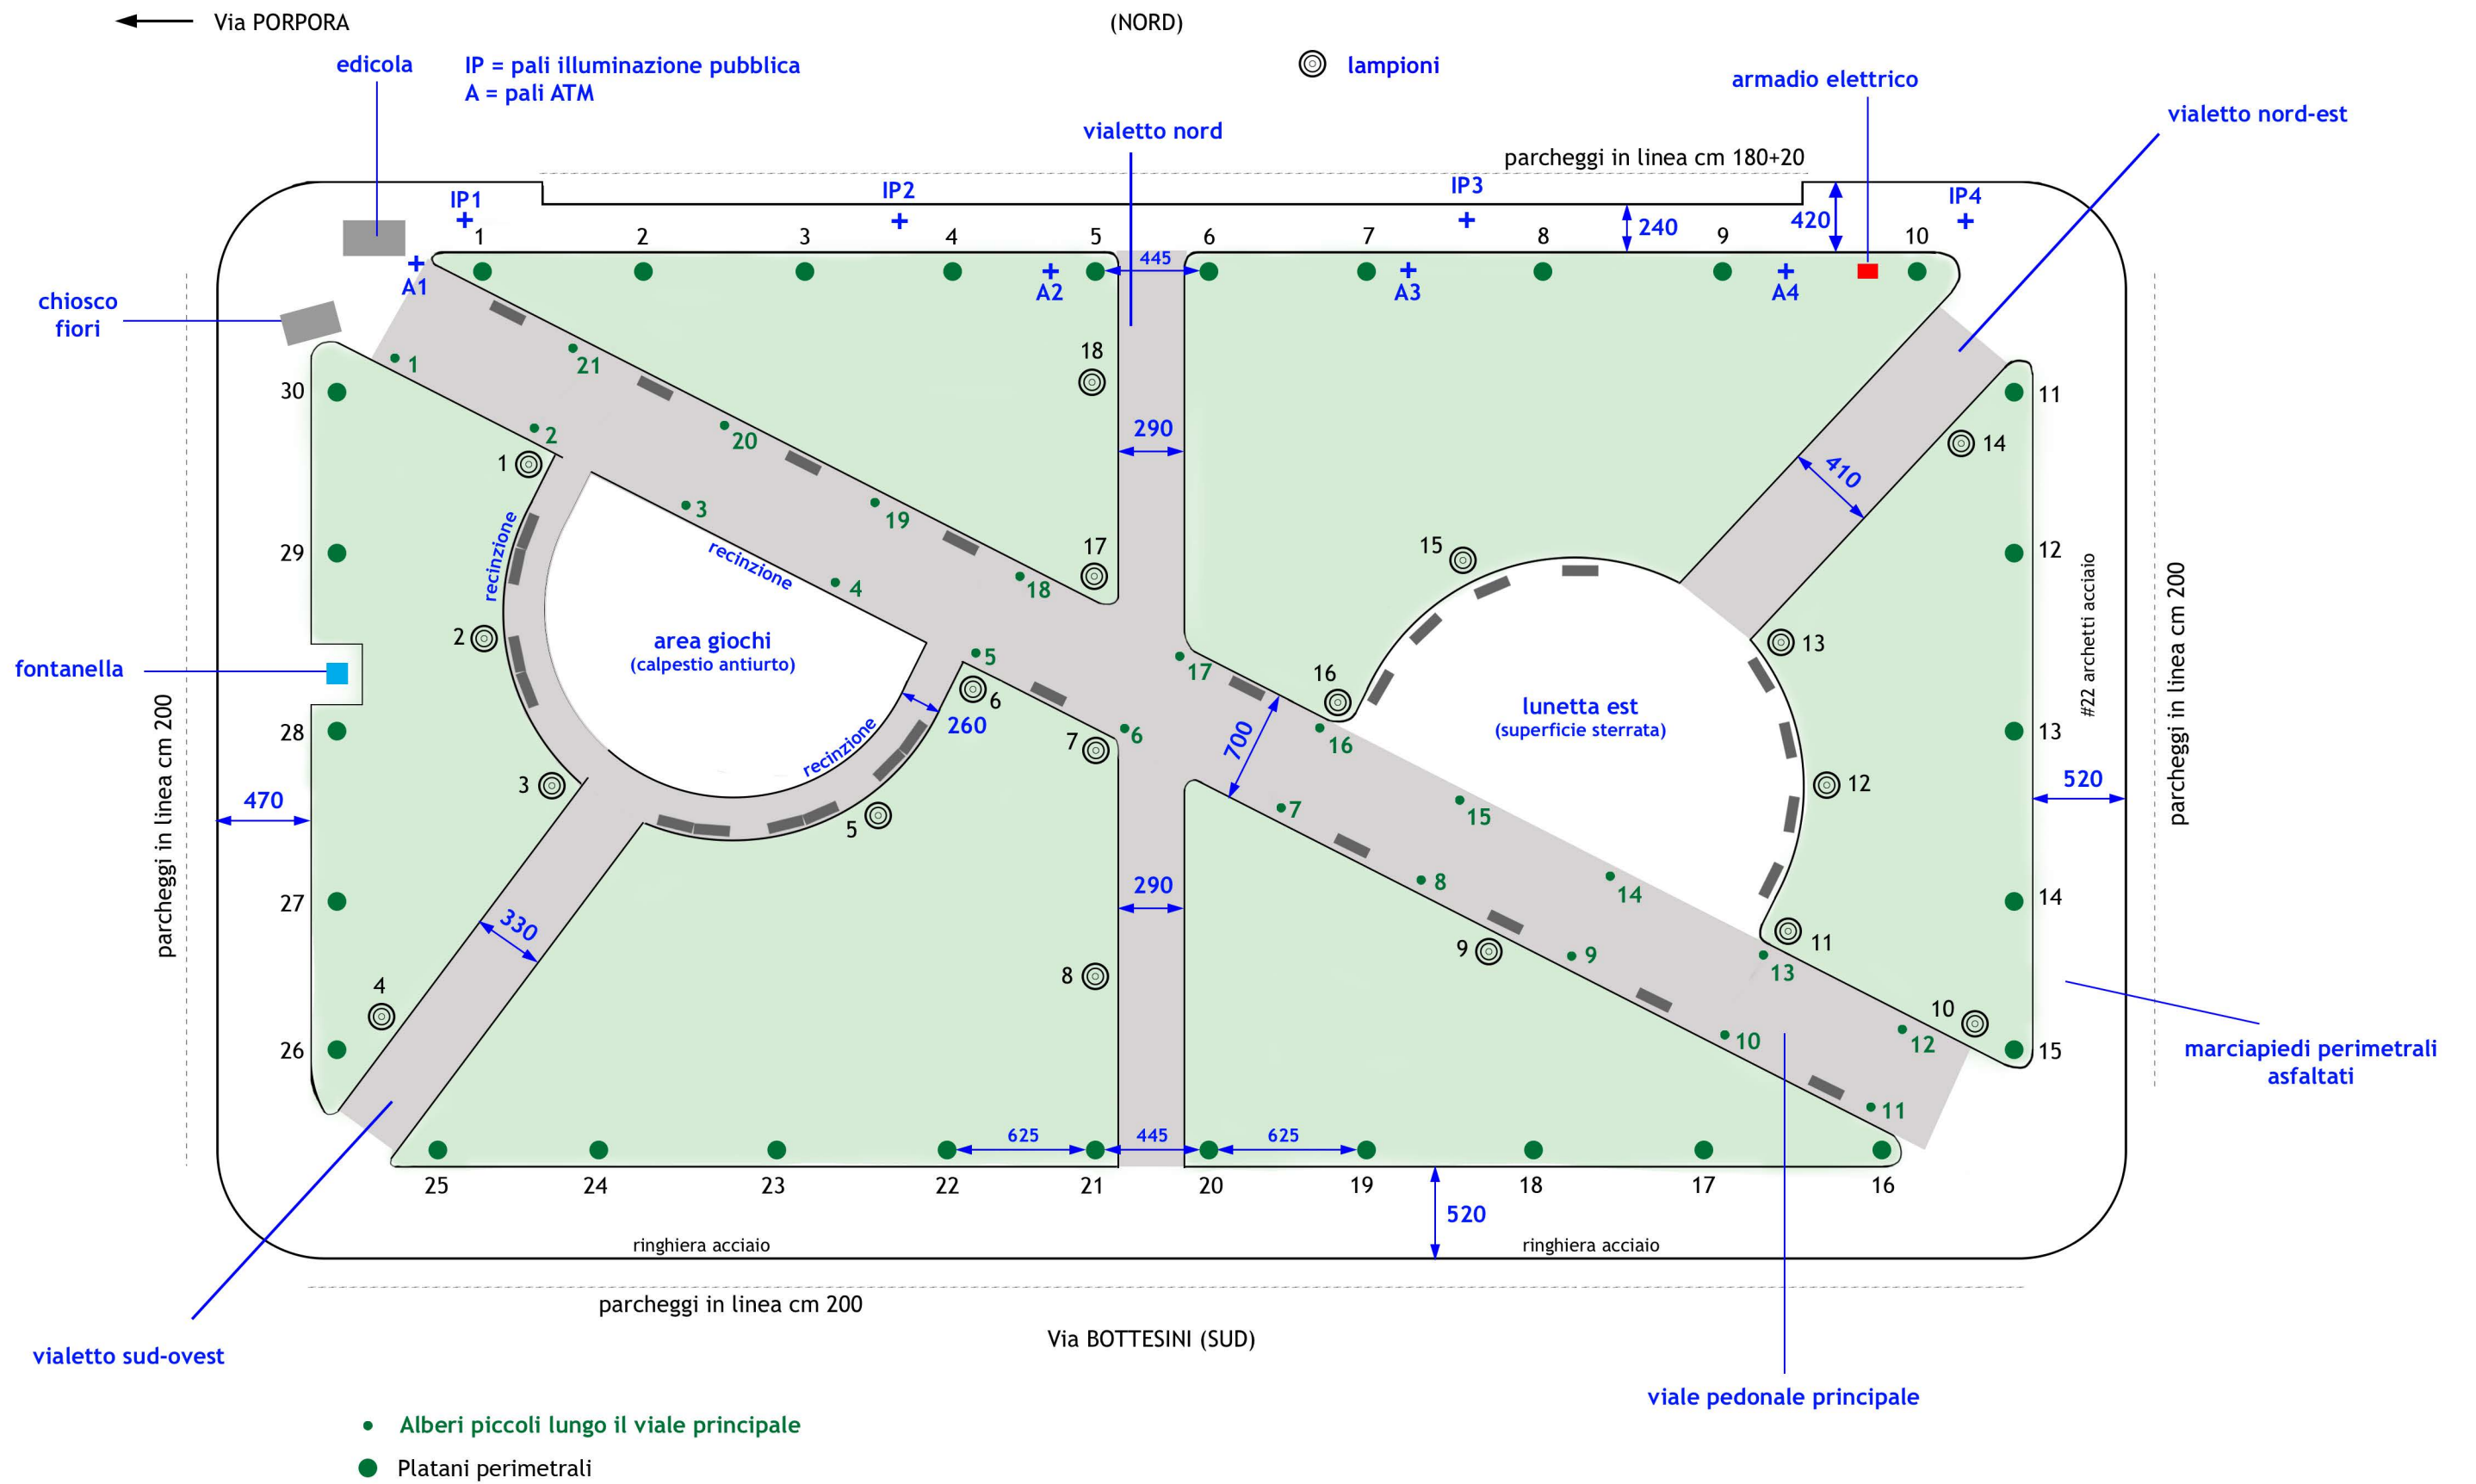 Via PORPORA
(NORD)
edicola
IP = pali illuminazione pubblica
A = pali ATM
lampioni
armadio elettrico
vialetto nord-est
vialetto nord
parcheggi in linea cm 180+20
IP1
IP2
IP3
IP4
1
2
3
4
5
6
7
8
9
10
240
420
445
A1
A2
A3
A4
chiosco
fiori
1
21
18
30
11
2
20
290
14
410
1
3
19
17
15
29
12
recinzione
recinzione
4
18
#22 archetti acciaio
parcheggi in linea cm 200
2
area giochi
(calpestio antiurto)
5
17
16
13
fontanella
6
lunetta est
(superficie sterrata)
parcheggi in linea cm 200
28
260
7
6
700
16
13
recinzione
3
12
520
470
5
7
15
27
330
290
8
14
14
9
9
11
13
4
8
10
26
10
12
15
marciapiedi perimetrali
asfaltati
11
625
445
625
25
24
23
22
21
20
19
18
17
16
520
ringhiera acciaio
ringhiera acciaio
parcheggi in linea cm 200
Via BOTTESINI (SUD)
vialetto sud-ovest
viale pedonale principale
Alberi piccoli lungo il viale principale
Platani perimetrali